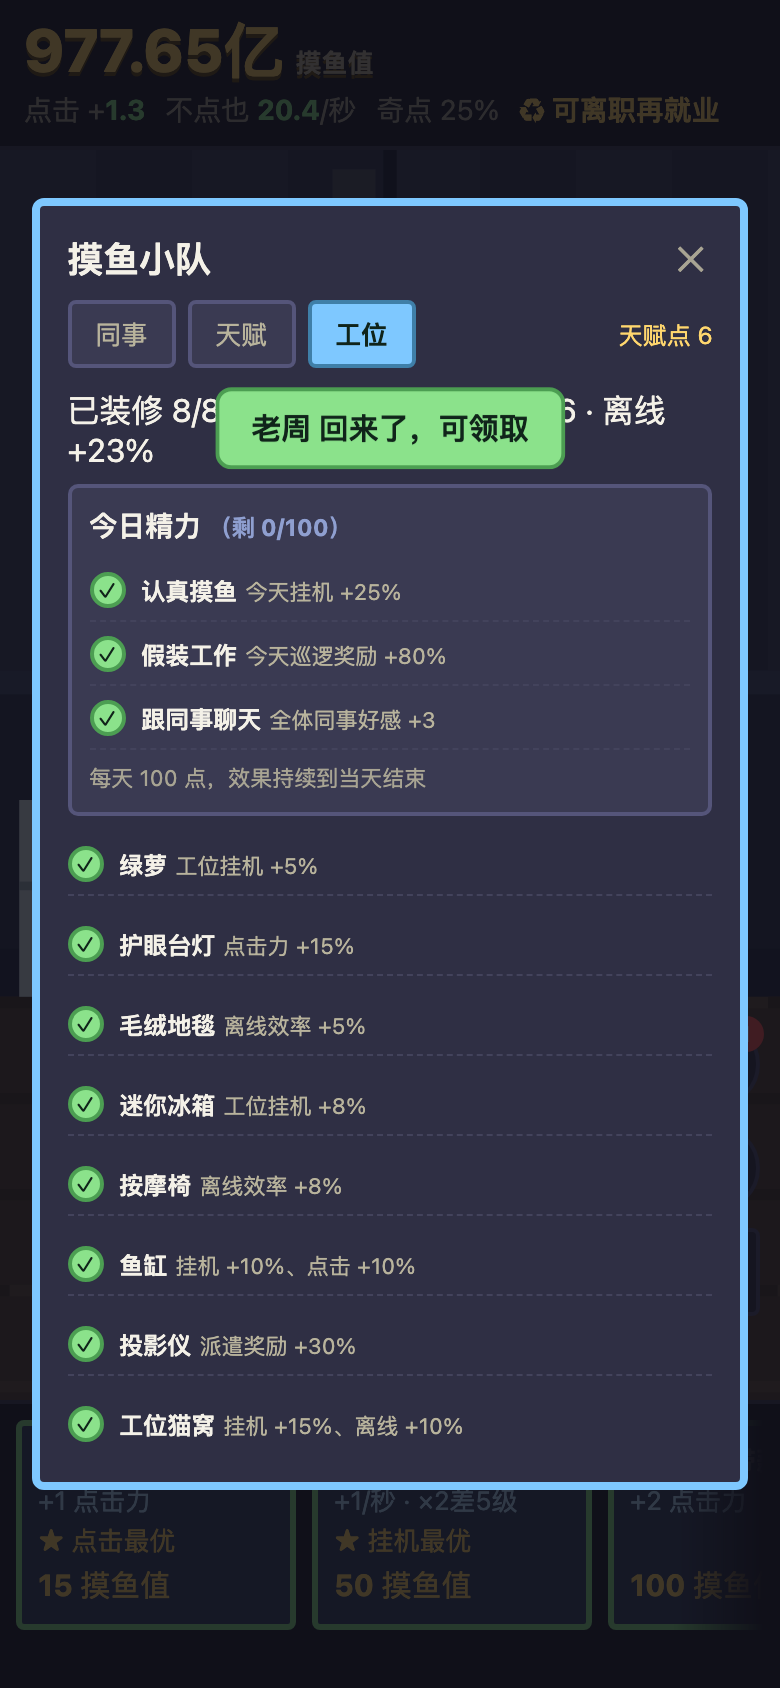 977.65亿 摸鱼值
点击 +1.3 不点也 20.4/秒 奇点 25% ♻ 可离职再就业
摸鱼小队
同事 天赋 工位 天赋点 6
已装修 8/8
6 · 离线
+23%
老周 回来了，可领取
今日精力 （剩 0/100）
认真摸鱼 今天挂机 +25%
假装工作 今天巡逻奖励 +80%
跟同事聊天 全体同事好感 +3
每天 100 点，效果持续到当天结束
绿萝 工位挂机 +5%
护眼台灯 点击力 +15%
毛绒地毯 离线效率 +5%
迷你冰箱 工位挂机 +8%
按摩椅 离线效率 +8%
鱼缸 挂机 +10%、点击 +10%
投影仪 派遣奖励 +30%
工位猫窝 挂机 +15%、离线 +10%
+1 点击力
★ 点击最优
15 摸鱼值
+1/秒 · ×2差5级
★ 挂机最优
50 摸鱼值
+2 点击力
100 摸鱼